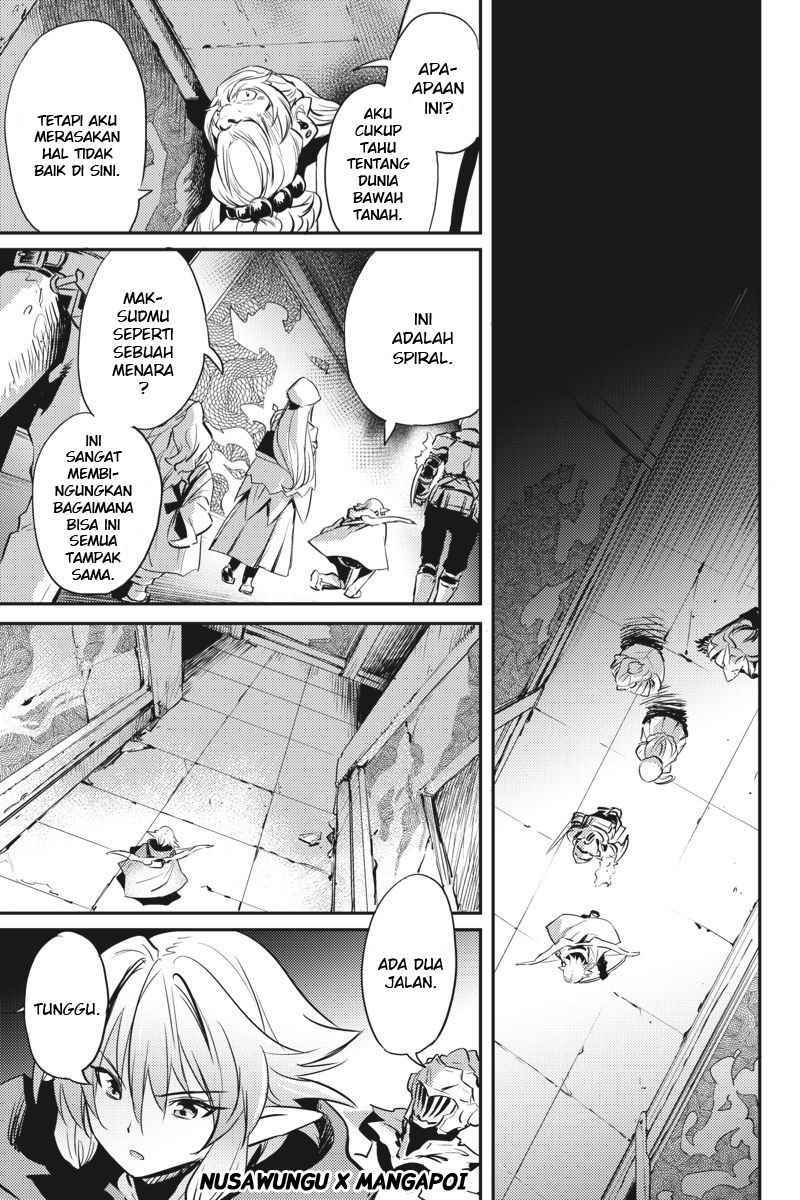 APA-
APAAN
INI?
AKU
CUKUP
TAHU
TENTANG
DUNIA
BAWAH
TANAH.
TETAPI AKU
MERASAKAN
HAL TIDAK
BAIK DI SINI.
INI
ADALAH
SPIRAL.
MAK-
SUDMU
SEPERTI
SEBUAH
MENARA
?
INI
SANGAT
MEMBI-
NGUNGKAN
BAGAIMANA
BISA INI
SEMUA
TAMPAK
SAMA.
ADA DUA
JALAN.
TUNGGU.
NUSAWUNGU X MANGAPOI